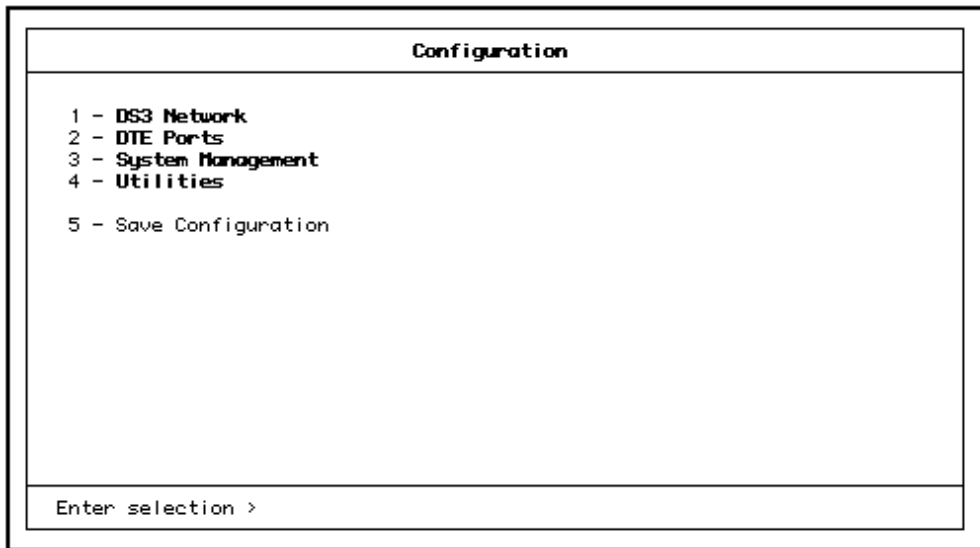 Configuration
1 - DS3 Network
2 - DTE Ports
3 - System Management
4 - Utilities
5 - Save Configuration
Enter selection >